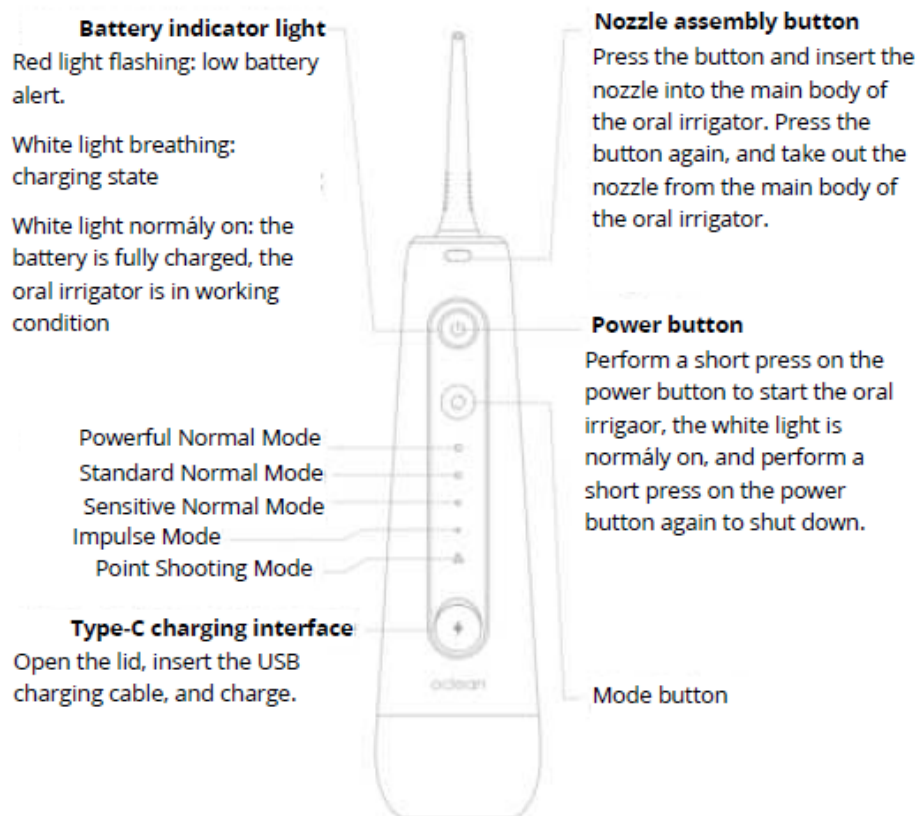 Battery indicator light
Red light flashing: low battery
alert.
White light breathing:
charging state
White light normály on: the
battery is fully charged, the
oral irrigator is in working
condition
Nozzle assembly button
Press the button and insert the
nozzle into the main body of
the oral irrigator. Press the
button again, and take out the
nozzle from the main body of
the oral irrigator.
Power button
Perform a short press on the
power button to start the oral
irrigaor, the white light is
normály on, and perform a
short press on the power
button again to shut down.
Powerful Normal Mode
Standard Normal Mode
Sensitive Normal Mode
Impulse Mode
Point Shooting Mode
Type-C charging interface
Open the lid, insert the USB
charging cable, and charge.
oclean
Mode button